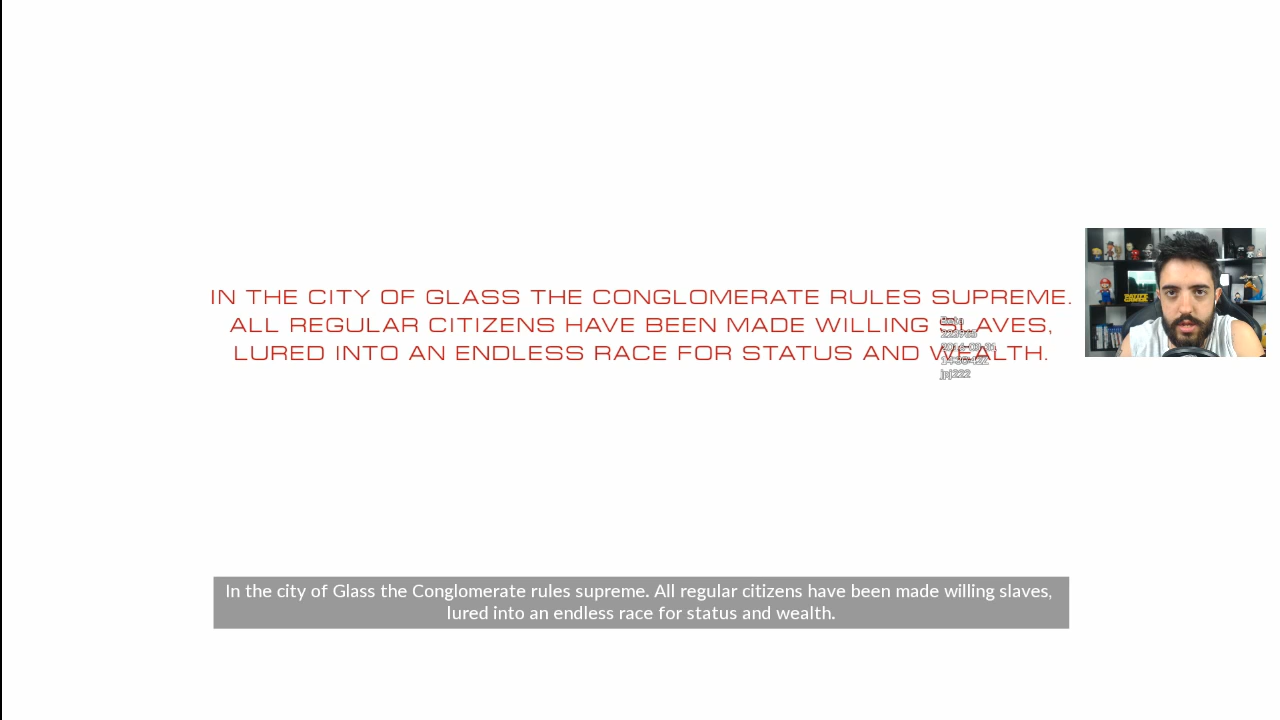 IN THE CITY OF GLASS THE CONGLOMERATE RULES SUPREME.
ALL REGULAR CITIZENS HAVE BEEN MADE WILLING SLAVES,
LURED INTO AN ENDLESS RACE FOR STATUS AND WEALTH.
Beta
jpj222
In the city of Glass the Conglomerate rules supreme. All regular citizens have been made willing slaves,
lured into an endless race for status and wealth.